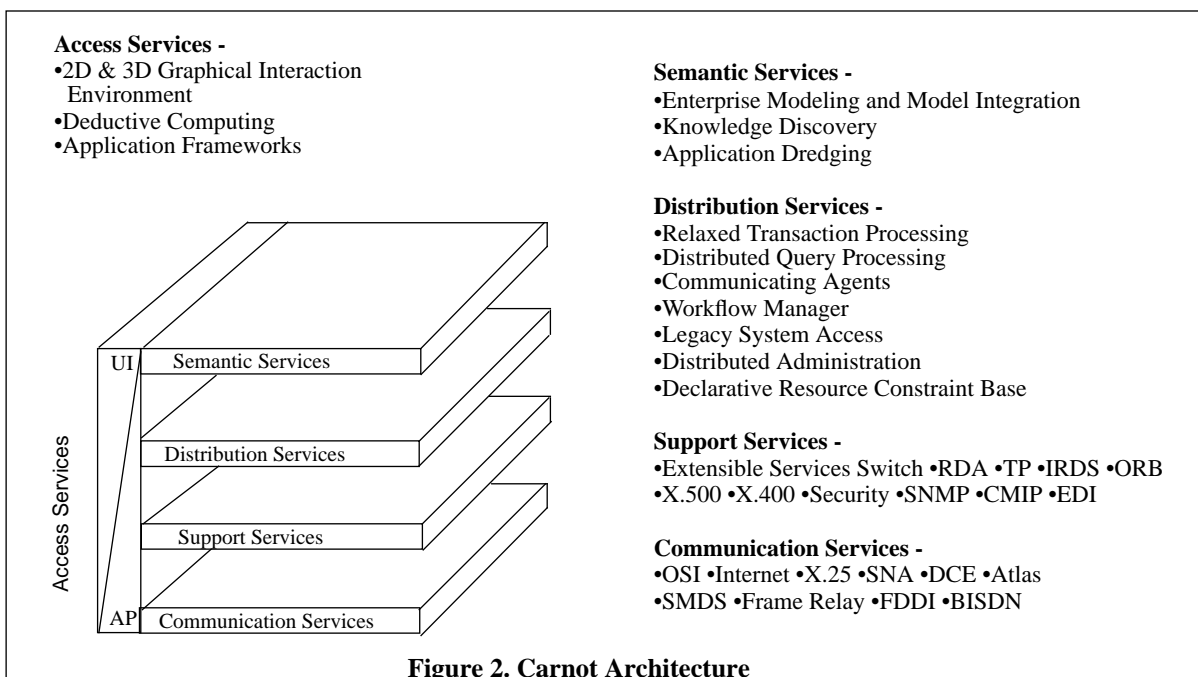 Access Services -
•2D & 3D Graphical Interaction
Environment
•Deductive Computing
•Application Frameworks
Semantic Services -
•Enterprise Modeling and Model Integration
•Knowledge Discovery
•Application Dredging
Distribution Services -
•Relaxed Transaction Processing
•Distributed Query Processing
•Communicating Agents
•Workflow Manager
•Legacy System Access
•Distributed Administration
•Declarative Resource Constraint Base
Support Services -
•Extensible Services Switch •RDA •TP •IRDS •ORB
•X.500 •X.400 •Security •SNMP •CMIP •EDI
Communication Services -
•OSI •Internet •X.25 •SNA •DCE •Atlas
•SMDS •Frame Relay •FDDI •BISDN
UI
Semantic Services
Distribution Services
Support Services
AP
Communication Services
Access Services
Figure 2. Carnot Architecture